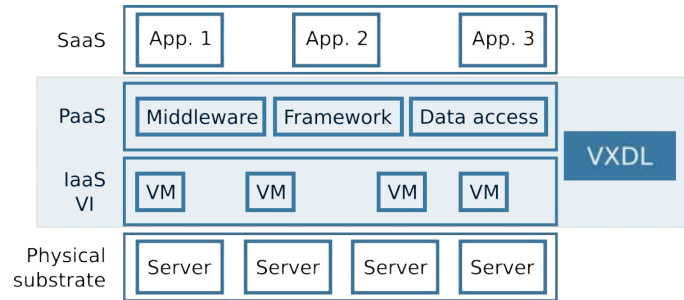 SaaS App. 1 App. 2 App. 3
PaaS Middleware Framework Data access
VXDL
IaaS
VI
VM VM VM VM
Physical
substrate
Server Server Server Server